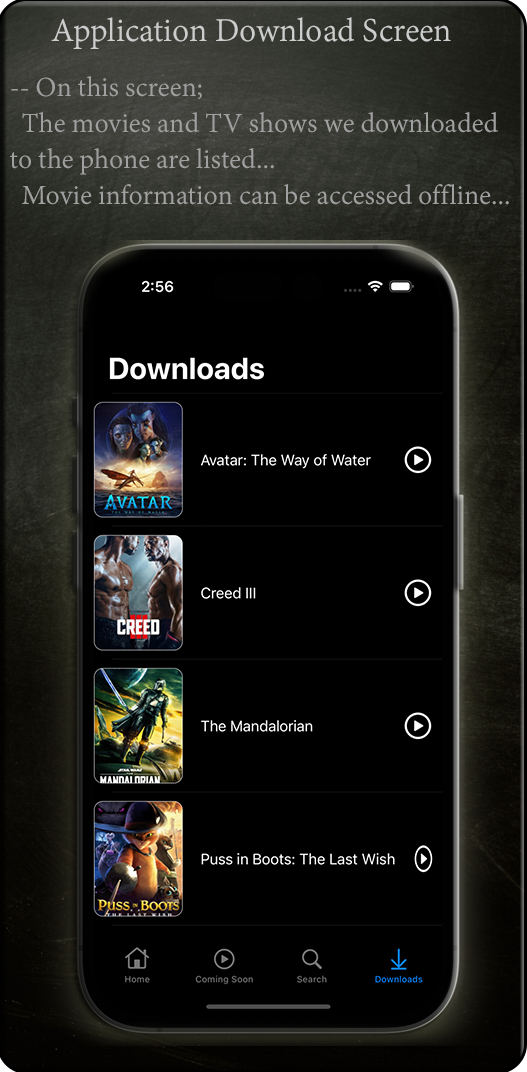 Application Download Screen
-- On this screen;
The movies and TV shows we downloaded
to the phone are listed...
Movie information can be accessed offline...
2:56
Downloads
AVATAR
THE WAY OF WATER
Avatar: The Way of Water
CREED
III
Creed III
STAR WARS
MANDALORIAN
The Mandalorian
PUSS IN BOOTS
THE LAST WISH
Puss in Boots: The Last Wish
Home
Coming Soon
Search
Downloads